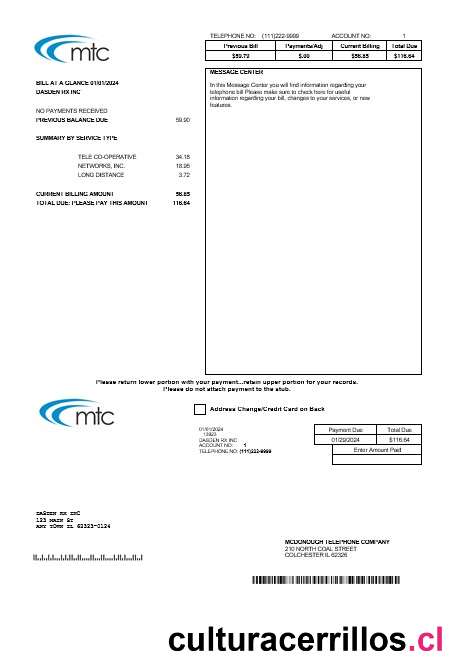 mtc
TELEPHONE NO: (111)222-9999 ACCOUNT NO: 1
Previous Bill Payments/Adj Current Billing Total Due
$59.79 $.00 $56.85 $116.64
BILL AT A GLANCE 01/01/2024
DASDEN RX INC
NO PAYMENTS RECEIVED
PREVIOUS BALANCE DUE 59.90
SUMMARY BY SERVICE TYPE
TELE CO-OPERATIVE 34.18
NETWORKS, INC. 18.95
LONG DISTANCE 3.72
CURRENT BILLING AMOUNT 56.85
TOTAL DUE: PLEASE PAY THIS AMOUNT 116.64
MESSAGE CENTER
In this Message Center you will find information regarding your
telephone bill Please make sure to check here for useful
information regarding your bill, changes to your services, or new
features.
Please return lower portion with your payment...retain upper portion for your records.
Please do not attach payment to the stub.
mtc
Address Change/Credit Card on Back
01/01/2024
13923
DASDEN RX INC
ACCOUNT NO: 1
TELEPHONE NO: (111)222-9999
Payment Due Total Due
01/29/2024 $116.64
Enter Amount Paid
DASDEN RX INC
123 MAIN ST
ANY TOWN IL 62323-0124
MCDONOUGH TELEPHONE COMPANY
210 NORTH COAL STREET
COLCHESTER IL 62326
culturacerrillos.cl